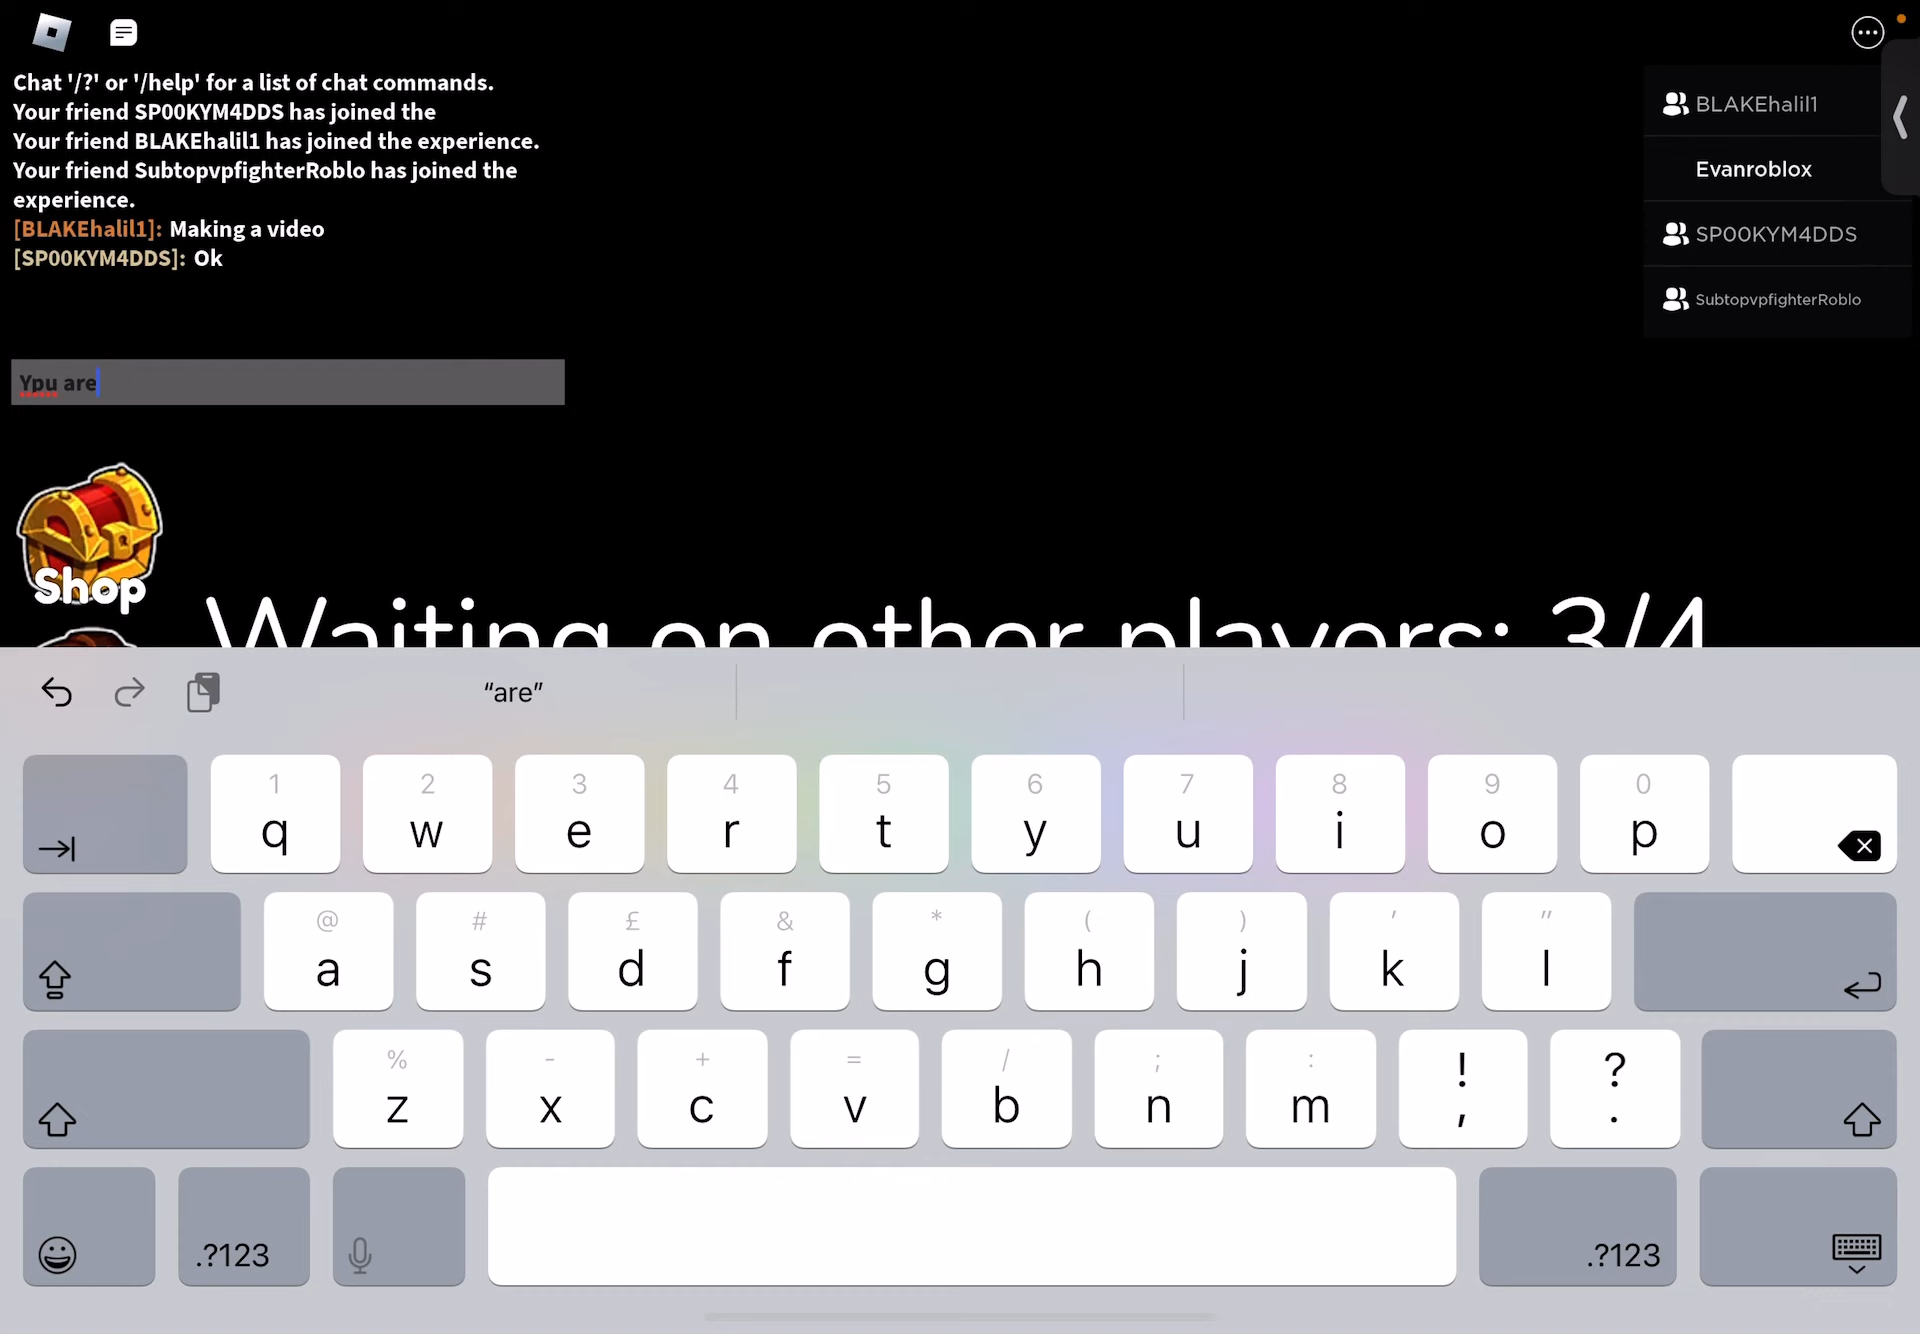 Chat '/?' or '/help' for a list of chat commands.
Your friend SP00KYM4DDS has joined the
Your friend BLAKEhalil1 has joined the experience.
Your friend SubtopvpfighterRoblo has joined the
experience.
[BLAKEhalil1]: Making a video
[SP00KYM4DDS]: Ok
BLAKEhalil1
Evanroblox
SP00KYM4DDS
SubtopvpfighterRoblo
Ypu are
Shop
Waiting on other players: 3/4
“are”
1 2 3 4 5 6 7 8 9 0
q w e r t y u i o p
@ # £ & * ( ) ' "
a s d f g h j k l
% - + = / ; : ! ?
z x c v b n m , .
.?123 .?123